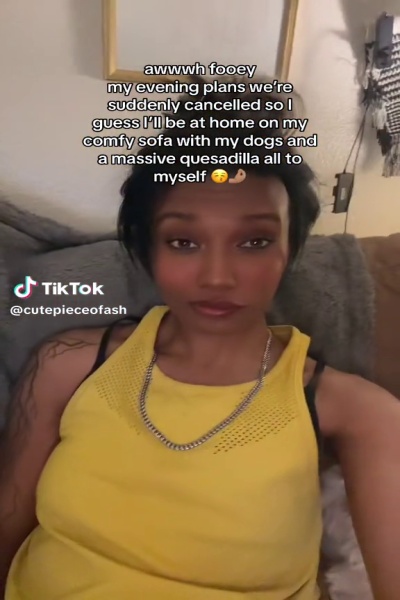 awwwh fooey
my evening plans we're
suddenly cancelled so I
guess I'll be at home on my
comfy sofa with my dogs and
a massive quesadilla all to
myself 😚🤌🏼
TikTok
@cutepieceofash